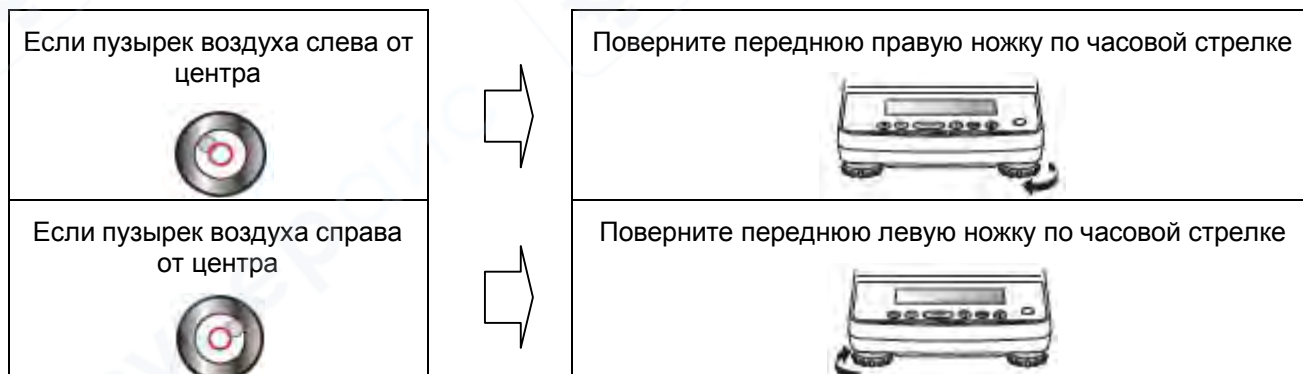 Если пузырек воздуха слева от
центра
Поверните переднюю правую ножку по часовой стрелке
Если пузырек воздуха справа
от центра
Поверните переднюю левую ножку по часовой стрелке